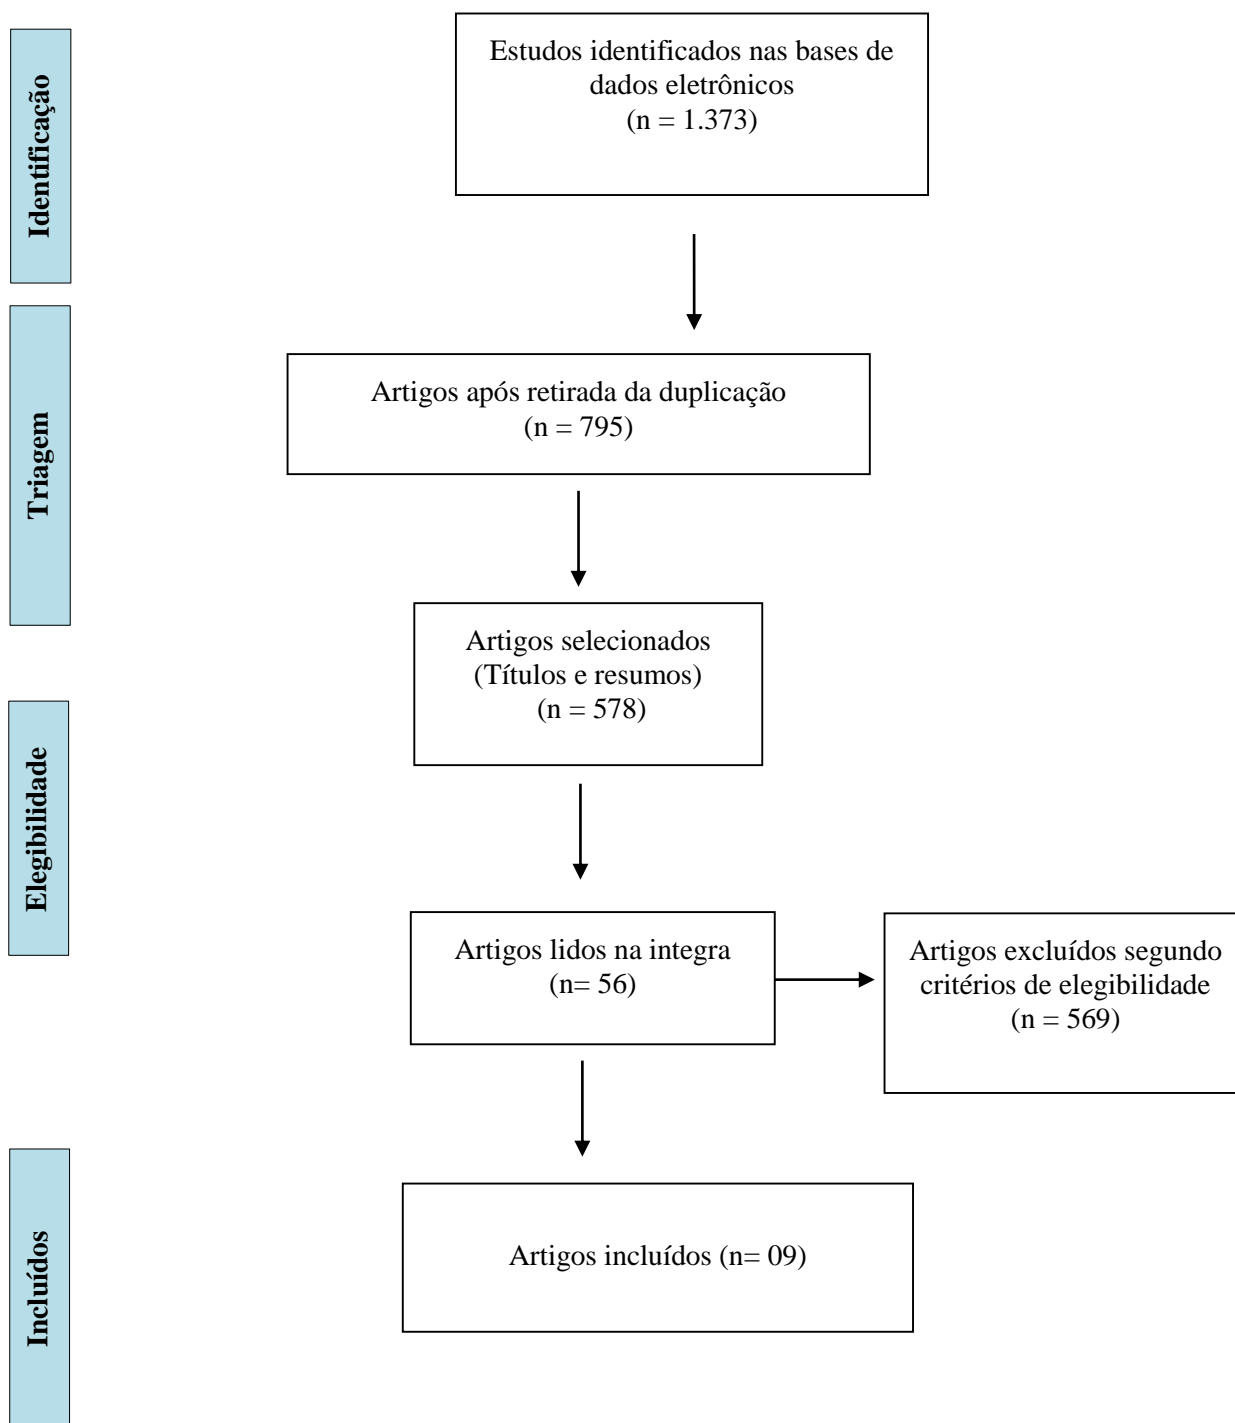 Identificação
Estudos identificados nas bases de
dados eletrônicos
(n = 1.373)
Triagem
Artigos após retirada da duplicação
(n = 795)
Artigos selecionados
(Títulos e resumos)
(n = 578)
Elegibilidade
Artigos lidos na integra
(n= 56)
Artigos excluídos segundo
critérios de elegibilidade
(n = 569)
Incluídos
Artigos incluídos (n= 09)